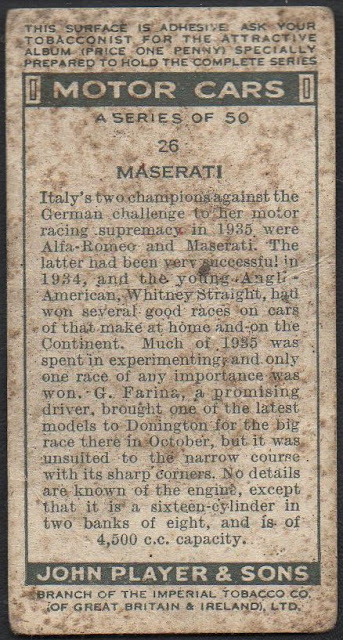 THIS SURFACE IS ADHESIVE ASK YOUR
TOBACCONIST FOR THE ATTRACTIVE
ALBUM (PRICE ONE PENNY) SPECIALLY
PREPARED TO HOLD THE COMPLETE SERIES
MOTOR CARS
A SERIES OF 50
26
MASERATI
Italy's two champions against the
German challenge to her motor
racing supremacy in 1935 were
Alfa-Romeo and Maserati. The
latter had been very successful in
1934, and the young Anglo-
American, Whitney Straight, had
won several good races on cars
of that make at home and on the
Continent. Much of 1935 was
spent in experimenting, and only
one race of any importance was
won. G. Farina, a promising
driver, brought one of the latest
models to Donington for the big
race there in October, but it was
unsuited to the narrow course
with its sharp corners. No details
are known of the engine, except
that it is a sixteen-cylinder in
two banks of eight, and is of
4,500 c.c. capacity.
JOHN PLAYER & SONS
BRANCH OF THE IMPERIAL TOBACCO CO.
(OF GREAT BRITAIN & IRELAND), LTD.